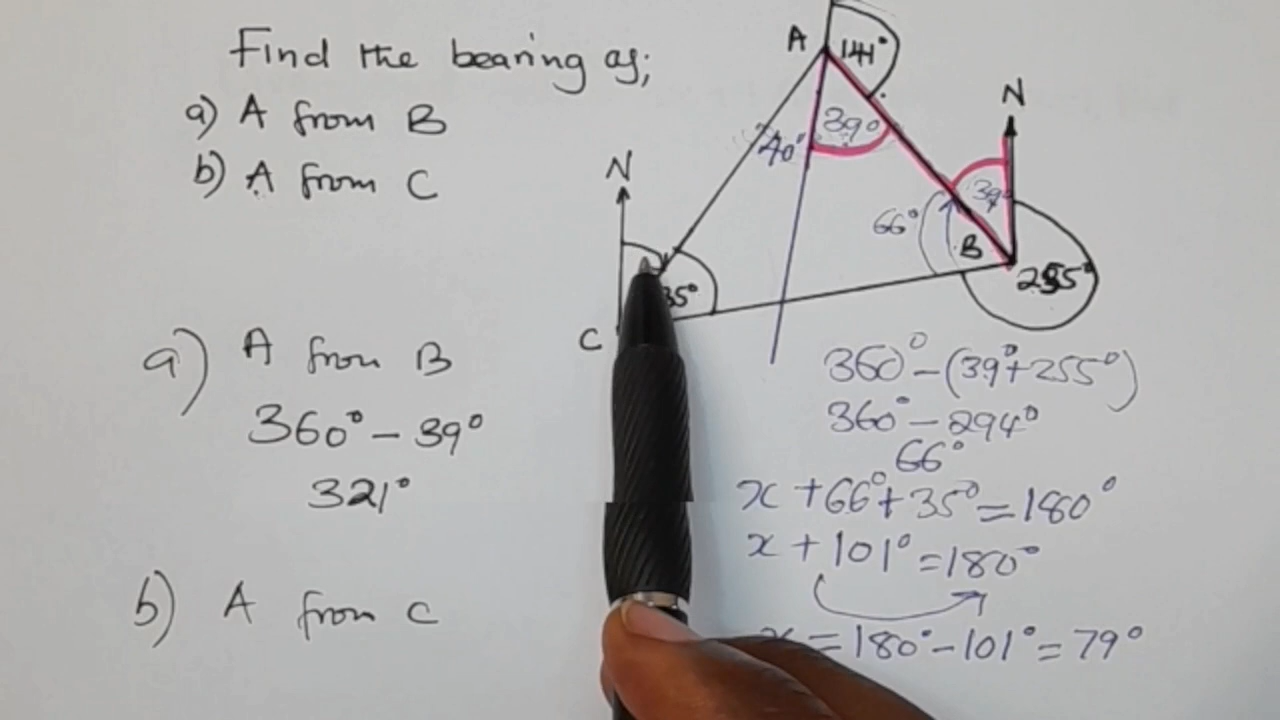 Find the bearing of;
a) A from B
b) A from C
A 141°
N
39°
40°
N
39°
66°
B
255°
35°
C
a) A from B
360° - 39°
321°
b) A from C
360° - (39° + 255°)
360° - 294°
66°
x + 66° + 35° = 180°
x + 101° = 180°
= 180° - 101° = 79°